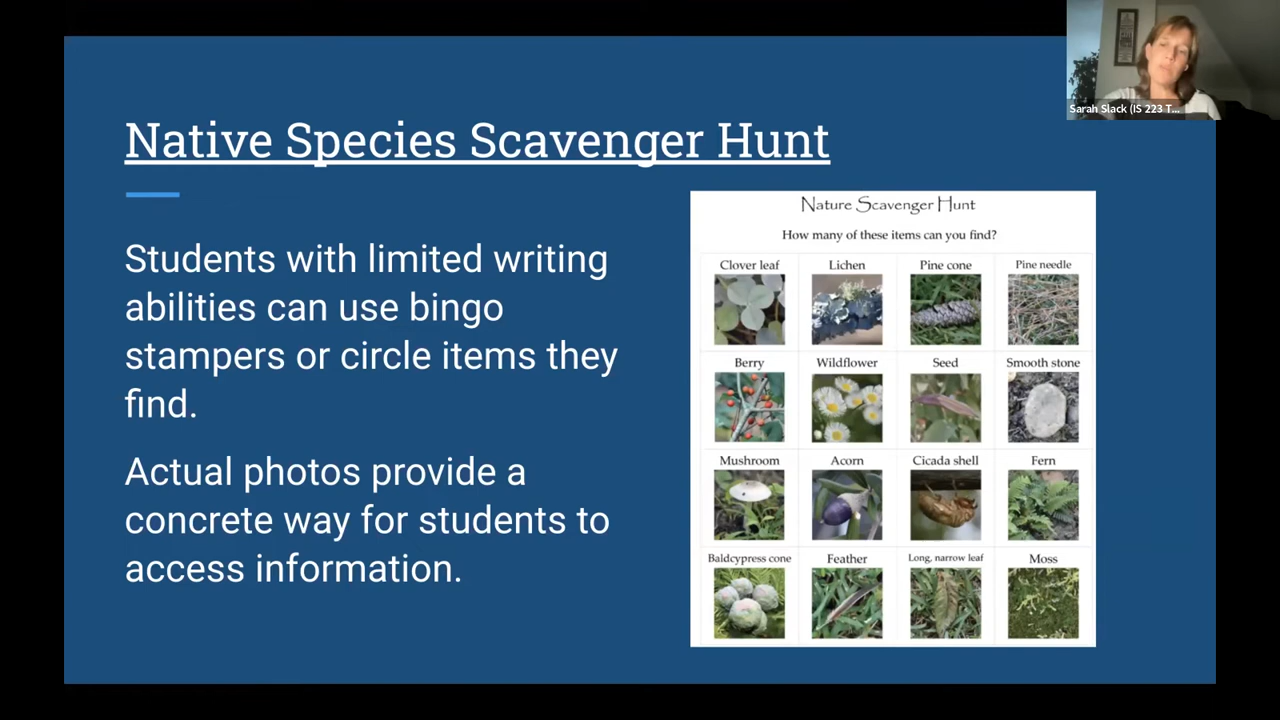 Sarah Slack (IS 223 T...
Native Species Scavenger Hunt
Students with limited writing
abilities can use bingo
stampers or circle items they
find.
Actual photos provide a
concrete way for students to
access information.
Nature Scavenger Hunt
How many of these items can you find?
Clover leaf Lichen Pine cone Pine needle
Berry Wildflower Seed Smooth stone
Mushroom Acorn Cicada shell Fern
Baldcypress cone Feather Long, narrow leaf Moss